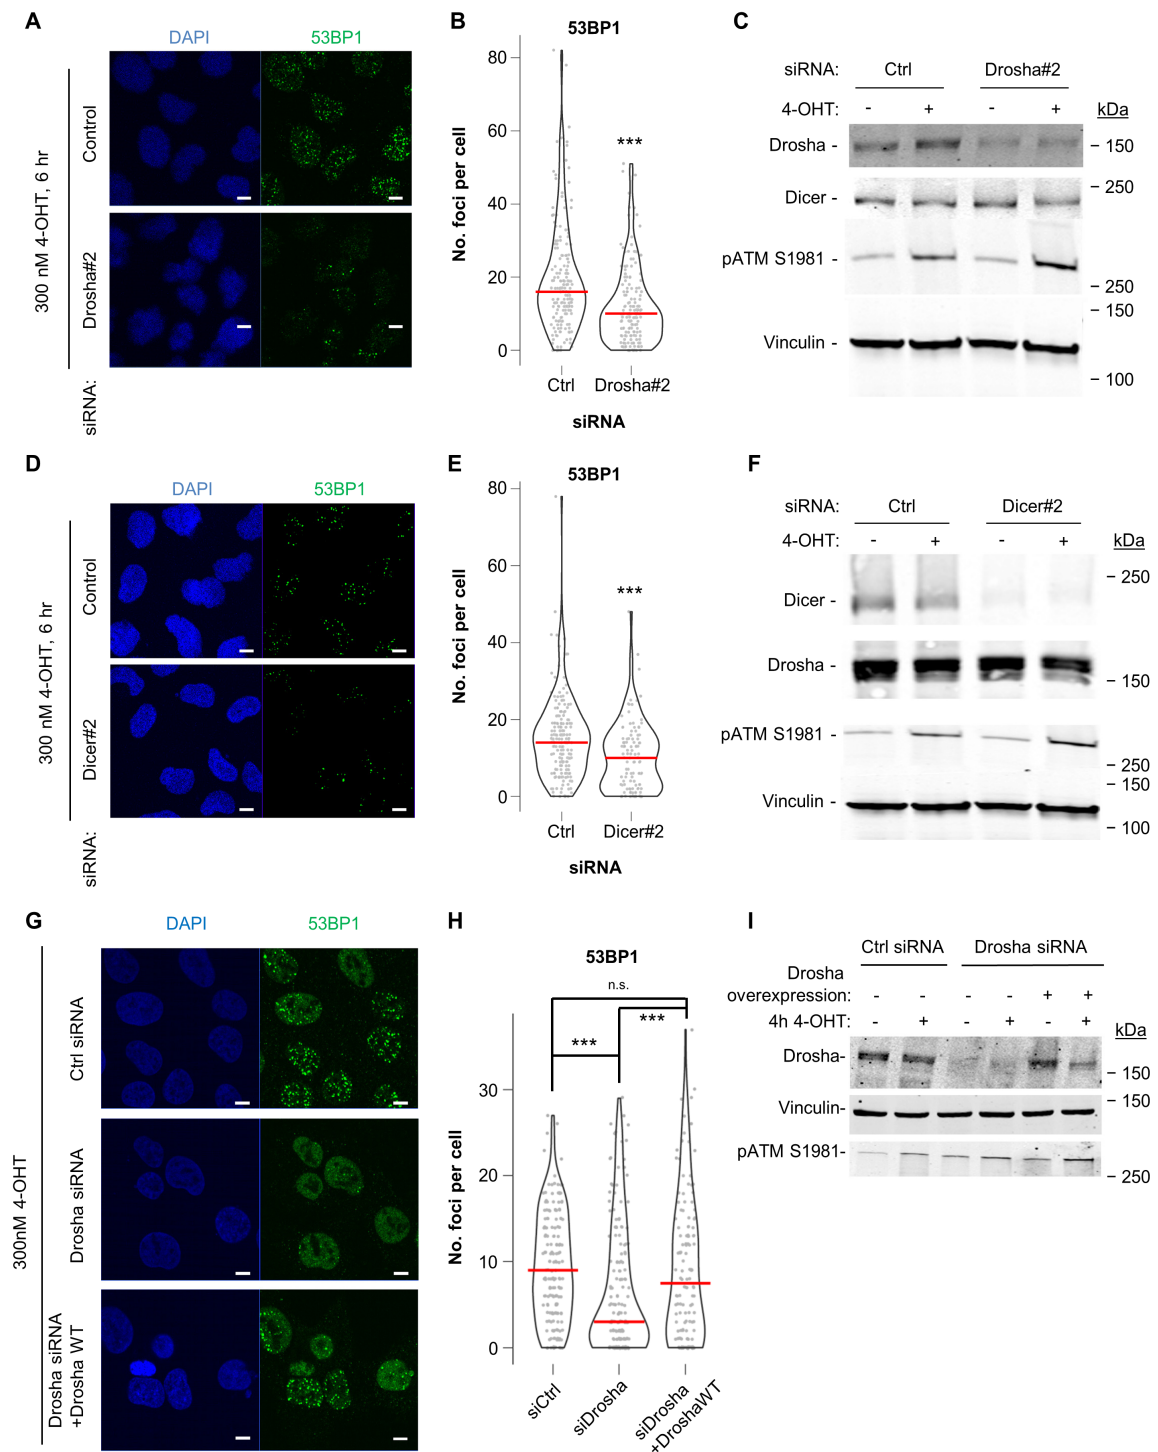 A
DAPI
53BP1
300 nM 4-OHT, 6 hr
Control
Drosha#2
siRNA:
B
53BP1
No. foci per cell
80
60
40
20
0
***
Ctrl
Drosha#2
siRNA
C
siRNA:
Ctrl
Drosha#2
4-OHT:
-
+
-
+
kDa
Drosha -
– 150
– 250
Dicer -
pATM S1981 -
– 250
– 150
Vinculin -
– 100
D
DAPI
53BP1
300 nM 4-OHT, 6 hr
Control
Dicer#2
siRNA:
E
53BP1
No. foci per cell
80
60
40
20
0
***
Ctrl
Dicer#2
siRNA
F
siRNA:
Ctrl
Dicer#2
4-OHT:
-
+
-
+
kDa
– 250
Dicer -
Drosha -
– 150
pATM S1981 -
– 250
– 150
Vinculin -
– 100
G
DAPI
53BP1
300nM 4-OHT
Ctrl siRNA
Drosha siRNA
Drosha siRNA
+Drosha WT
H
53BP1
n.s.
***
***
No. foci per cell
30
20
10
0
siCtrl
siDrosha
siDrosha
+DroshaWT
I
Ctrl siRNA
Drosha siRNA
Drosha
overexpression: - - - - + +
4h 4-OHT: - + - + - +
kDa
Drosha-
– 150
– 150
Vinculin-
pATM S1981-
– 250